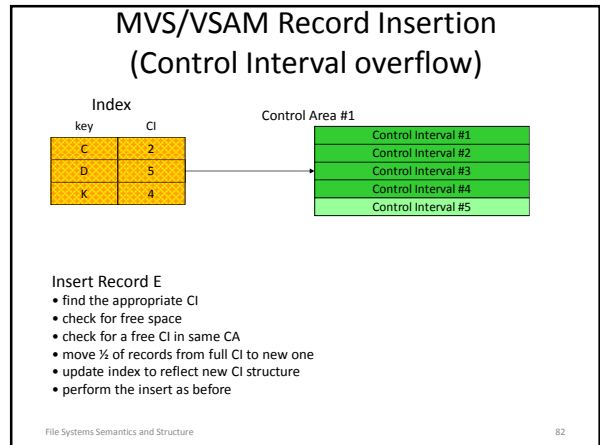 MVS/VSAM Record Insertion
(Control Interval overflow)
Index
key CI
C 2
D 5
K 4
Control Area #1
Control Interval #1
Control Interval #2
Control Interval #3
Control Interval #4
Control Interval #5
Insert Record E
• find the appropriate CI
• check for free space
• check for a free CI in same CA
• move ½ of records from full CI to new one
• update index to reflect new CI structure
• perform the insert as before
File Systems Semantics and Structure 82